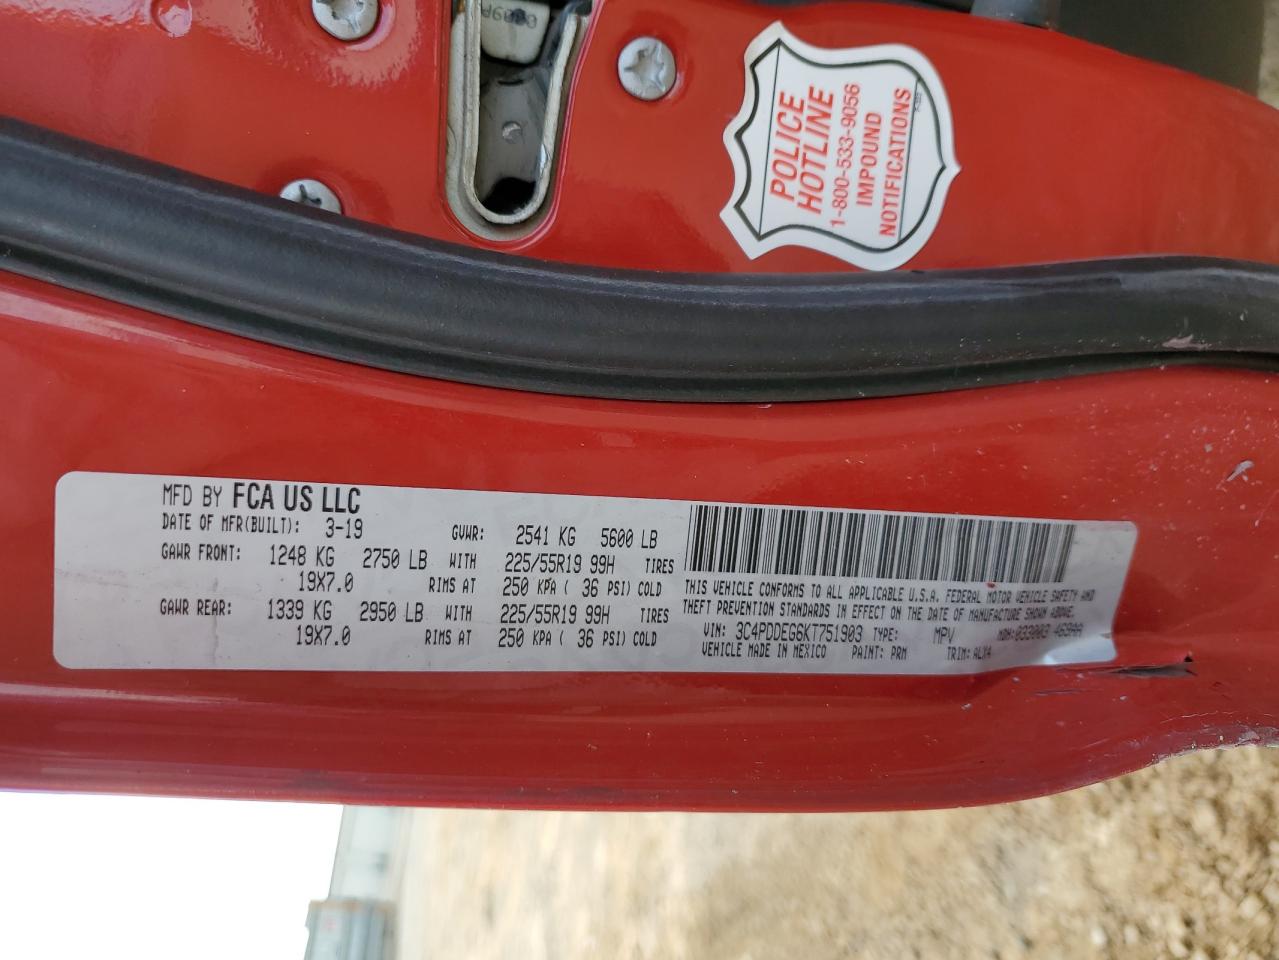 POLICE
HOTLINE
1-800-533-9056
IMPOUND
NOTIFICATIONS
MFD BY FCA US LLC
DATE OF MFR(BUILT): 3-19 GVWR: 2541 KG 5600 LB
GAWR FRONT: 1248 KG 2750 LB WITH 225/55R19 99H TIRES
19X7.0 RIMS AT 250 KPA ( 36 PSI) COLD
GAWR REAR: 1339 KG 2950 LB WITH 225/55R19 99H TIRES
19X7.0 RIMS AT 250 KPA ( 36 PSI) COLD
THIS VEHICLE CONFORMS TO ALL APPLICABLE U.S.A. FEDERAL MOTOR VEHICLE SAFETY AND
THEFT PREVENTION STANDARDS IN EFFECT ON THE DATE OF MANUFACTURE SHOWN ABOVE.
VIN: 3C4PDDEG6KT751903 TYPE: MPV MDH: 033003 469AA
VEHICLE MADE IN MEXICO PAINT: PRM TRIM: ALXA